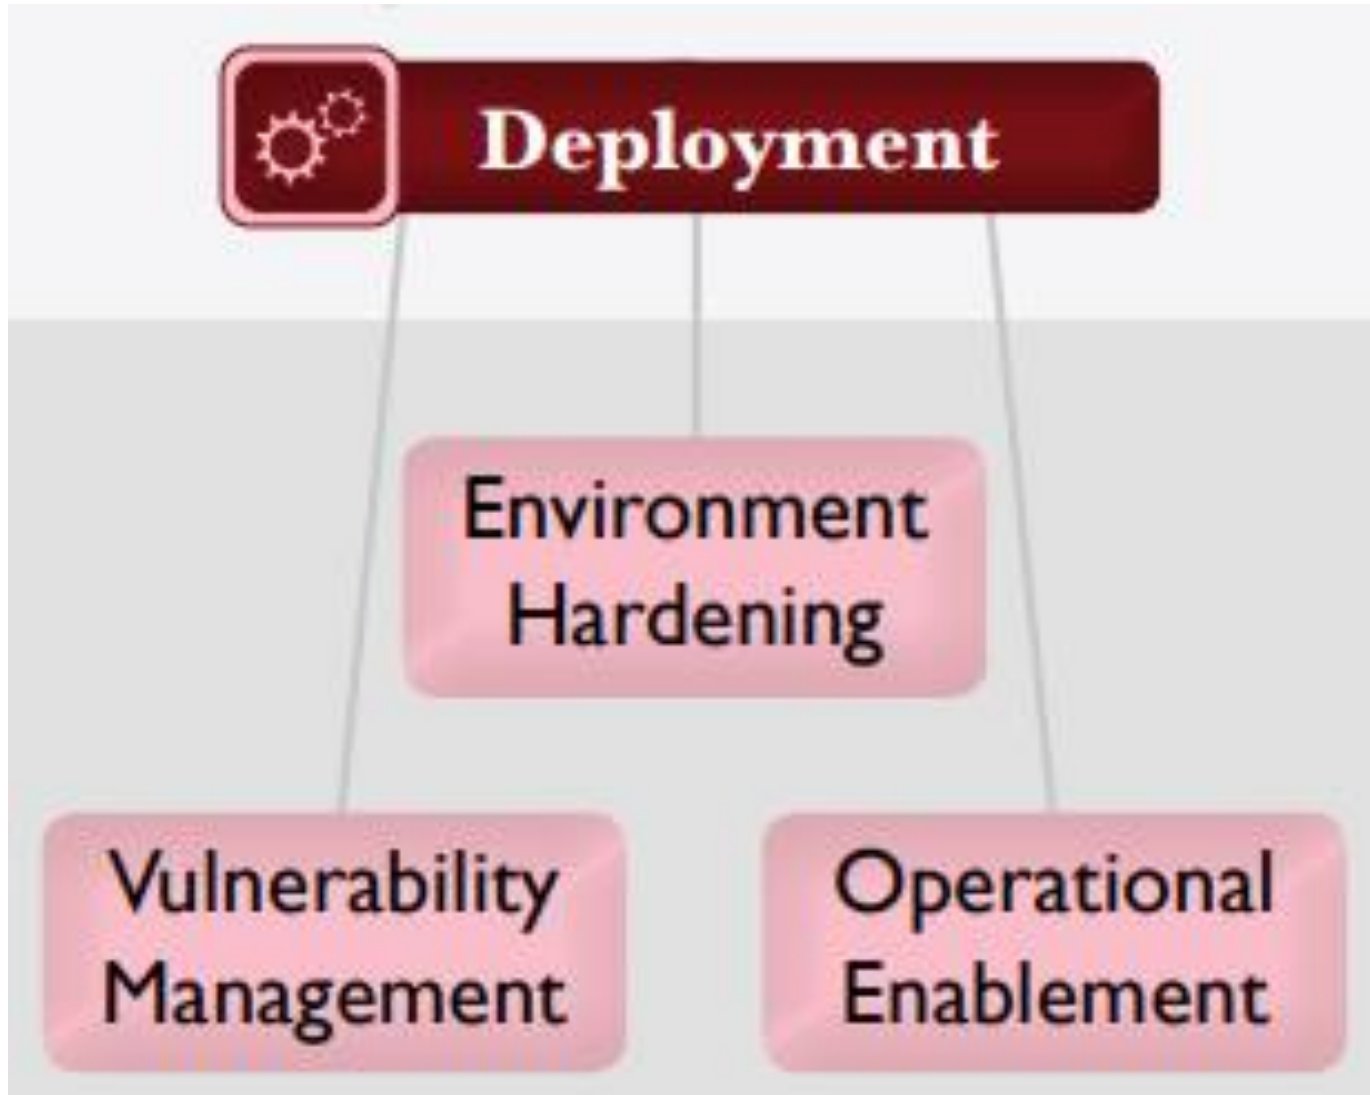 Deployment
Environment
Hardening
Vulnerability
Management
Operational
Enablement